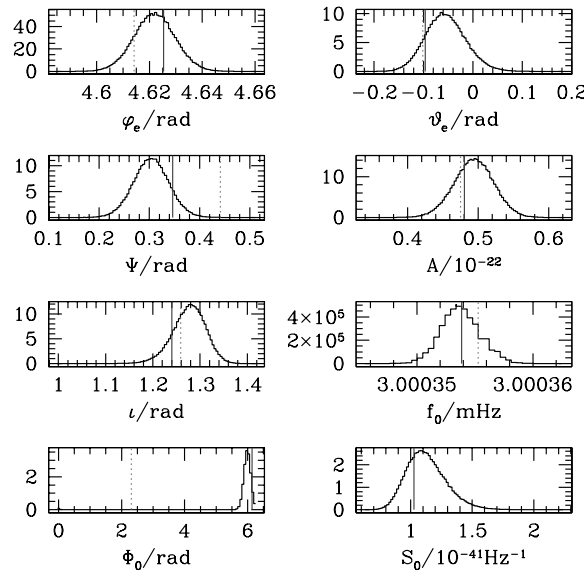 40
20
0
4.6 4.62 4.64 4.66
φ_e/rad
10
5
0
−0.2 −0.1 0 0.1 0.2
ϑ_e/rad
10
5
0
0.1 0.2 0.3 0.4 0.5
Ψ/rad
10
5
0
0.4 0.5 0.6
A/10⁻²²
10
5
0
1 1.1 1.2 1.3 1.4
ι/rad
4×10⁵
2×10⁵
0
3.00035 3.00036
f₀/mHz
2
0
0 2 4 6
Φ₀/rad
2
1
0
1 1.5 2
S₀/10⁻⁴¹Hz⁻¹